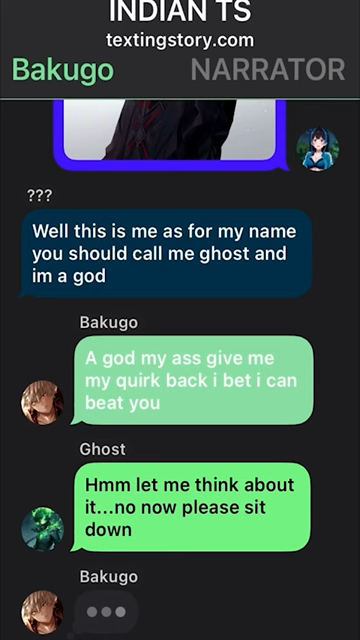 INDIAN TS
textingstory.com
Bakugo NARRATOR
???
Well this is me as for my name
you should call me ghost and
im a god
Bakugo
A god my ass give me
my quirk back i bet i can
beat you
Ghost
Hmm let me think about
it...no now please sit
down
Bakugo